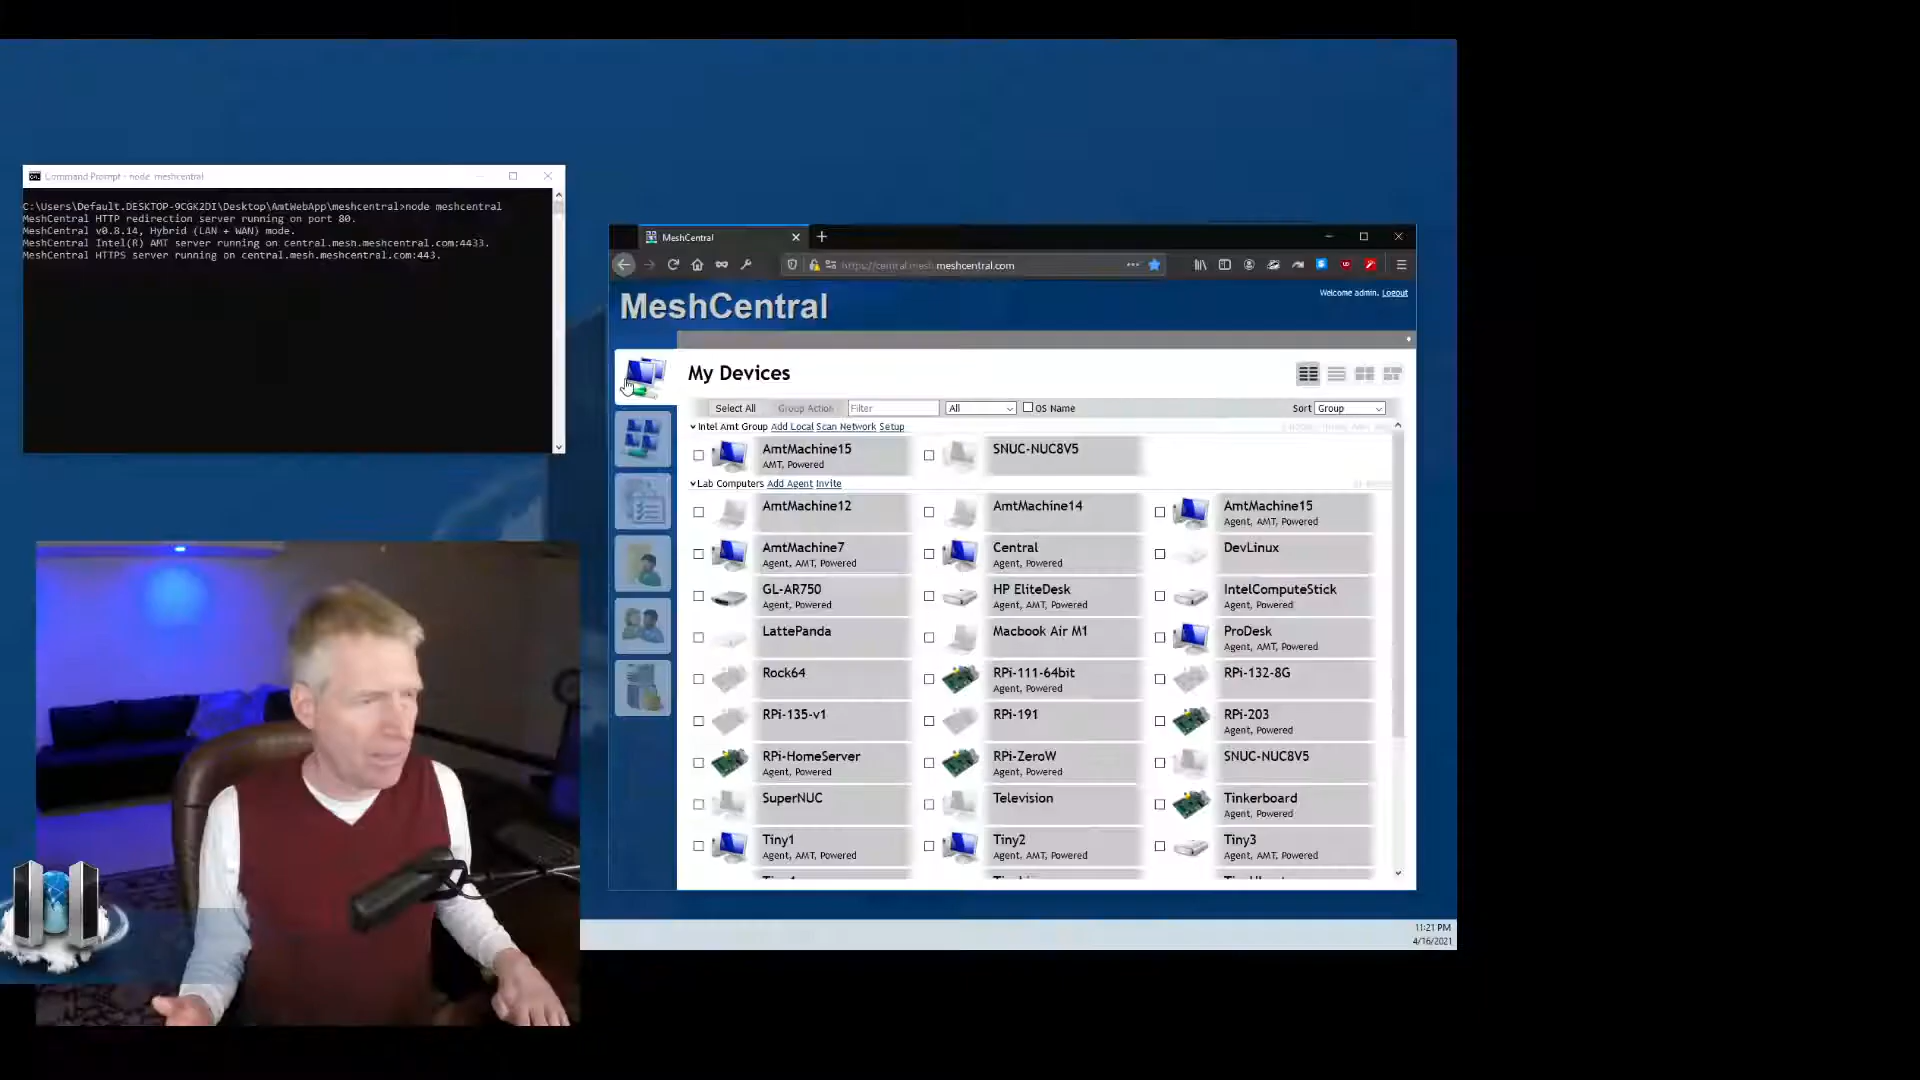 Command Prompt - node meshcentral
C:\Users\Default.DESKTOP-9CGK2DI\Desktop\AmtWebApp\meshcentral>node meshcentral
MeshCentral HTTP redirection server running on port 80.
MeshCentral v0.8.14, Hybrid (LAN + WAN) mode.
MeshCentral Intel(R) AMT server running on central.mesh.meshcentral.com:4433.
MeshCentral HTTPS server running on central.mesh.meshcentral.com:443.
MeshCentral
https://central.mesh.meshcentral.com
MeshCentral
Welcome admin. Logout
My Devices
Select All Group Action Filter All OS Name Sort Group
Intel Amt Group Add Local Scan Network Setup
AmtMachine15 SNUC-NUC8V5
AMT, Powered
Lab Computers Add Agent Invite
AmtMachine12 AmtMachine14 AmtMachine15
Agent, AMT, Powered
AmtMachine7 Central DevLinux
Agent, AMT, Powered Agent, Powered
GL-AR750 HP EliteDesk IntelComputeStick
Agent, Powered Agent, AMT, Powered Agent, Powered
LattePanda Macbook Air M1 ProDesk
Agent, AMT, Powered
Rock64 RPi-111-64bit RPi-132-8G
Agent, Powered
RPi-135-v1 RPi-191 RPi-203
Agent, Powered
RPi-HomeServer RPi-ZeroW SNUC-NUC8V5
Agent, Powered Agent, Powered
SuperNUC Television Tinkerboard
Agent, Powered
Tiny1 Tiny2 Tiny3
Agent, AMT, Powered Agent, AMT, Powered Agent, AMT, Powered
11:21 PM
4/16/2021